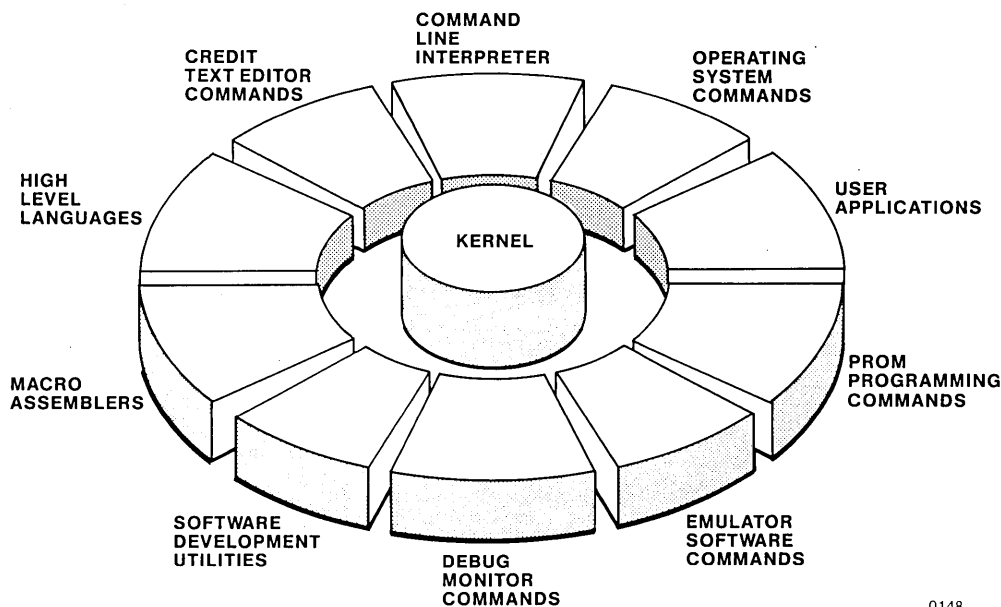 COMMAND
LINE
INTERPRETER
CREDIT
TEXT EDITOR
COMMANDS
OPERATING
SYSTEM
COMMANDS
HIGH
LEVEL
LANGUAGES
USER
APPLICATIONS
KERNEL
MACRO
ASSEMBLERS
PROM
PROGRAMMING
COMMANDS
SOFTWARE
DEVELOPMENT
UTILITIES
DEBUG
MONITOR
COMMANDS
EMULATOR
SOFTWARE
COMMANDS
0148